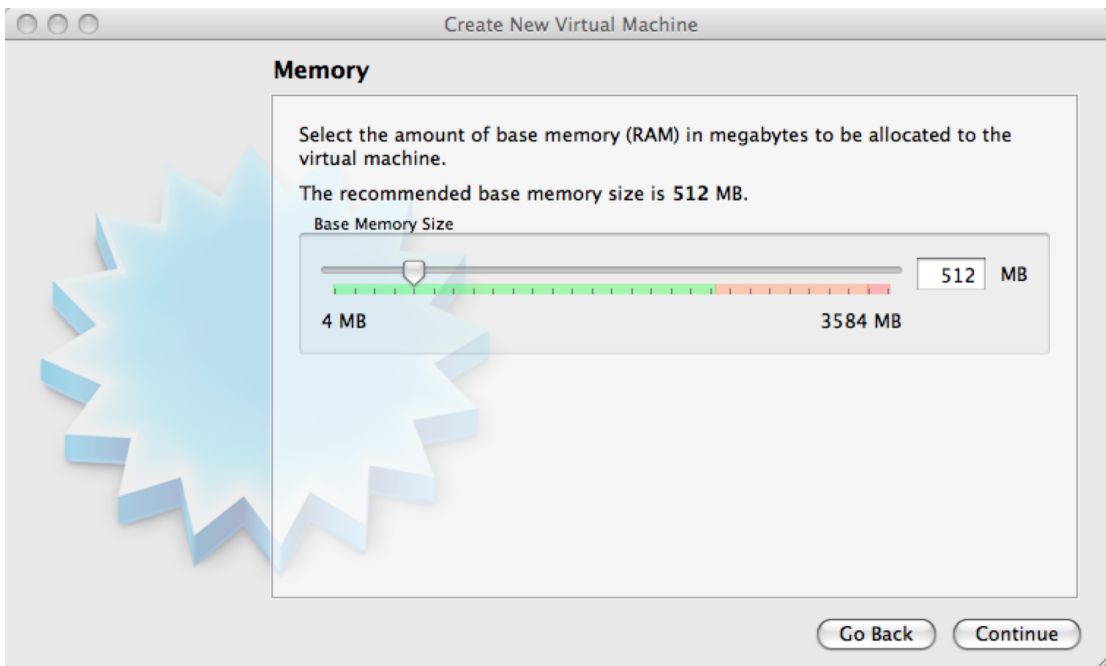 Create New Virtual Machine
Memory
Select the amount of base memory (RAM) in megabytes to be allocated to the
virtual machine.
The recommended base memory size is 512 MB.
Base Memory Size
512 MB
4 MB 3584 MB
Go Back Continue